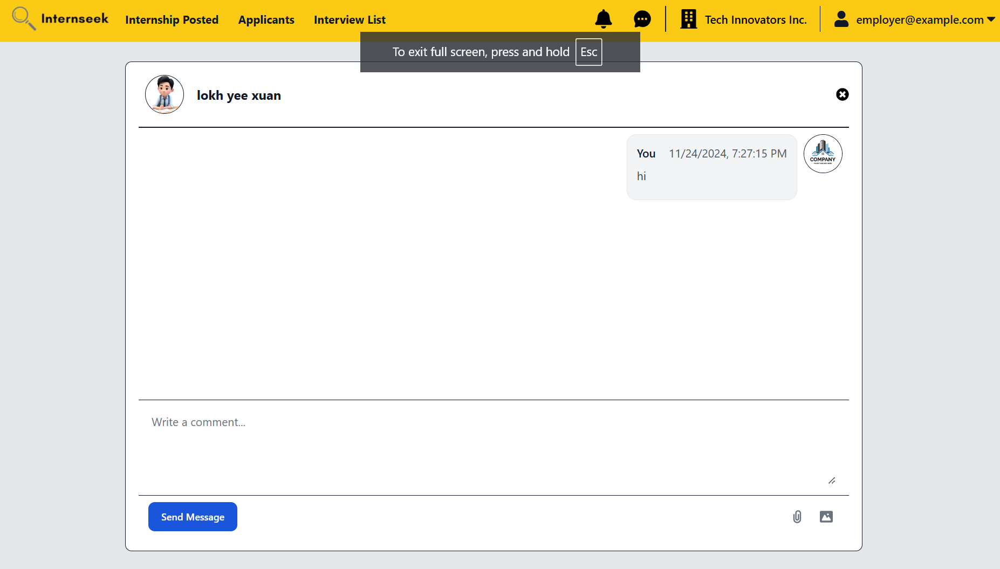 Internseek
Internship Posted
Applicants
Interview List
Tech Innovators Inc.
employer@example.com
To exit full screen, press and hold Esc
lokh yee xuan
You 11/24/2024, 7:27:15 PM
hi
COMPANY
Write a comment...
Send Message